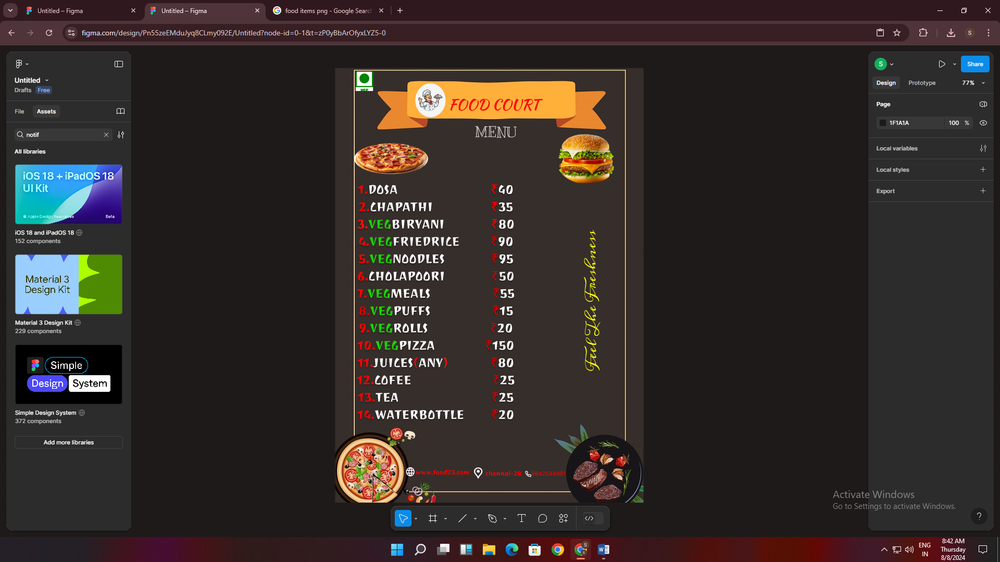 Untitled – Figma
Untitled – Figma
food items png - Google Searc
figma.com/design/Pn55zeEMduJyq8CLmy092E/Untitled?node-id=0-1&t=zP0yBbArOfyxLYZ5-0
S
Untitled
Drafts Free
File Assets
notif
All libraries
iOS 18 + iPadOS 18
UI Kit
Apple Design Resources Beta
iOS 18 and iPadOS 18
152 components
Material 3
Design Kit
Material 3 Design Kit
229 components
Simple
Design System
Simple Design System
372 components
Add more libraries
VEG
FOOD COURT
MENU
1.DOSA ₹40
2.CHAPATHI ₹35
3.VEGBIRYANI ₹80
4.VEGFRIEDRICE ₹90
5.VEGNOODLES ₹95
6.CHOLAPOORI ₹50
7.VEGMEALS ₹55
8.VEGPUFFS ₹15
9.VEGROLLS ₹20
10.VEGPIZZA ₹150
11.JUICES(ANY) ₹80
12.COFEE ₹25
13.TEA ₹25
14.WATERBOTTLE ₹20
Feel The Freshness
www.food23.com chennai-28 9842544891
S Share
Design Prototype 77%
Page
1F1A1A 100 %
Local variables
Local styles
Export
Activate Windows
Go to Settings to activate Windows.
?
ENG
IN
8:42 AM
Thursday
8/8/2024